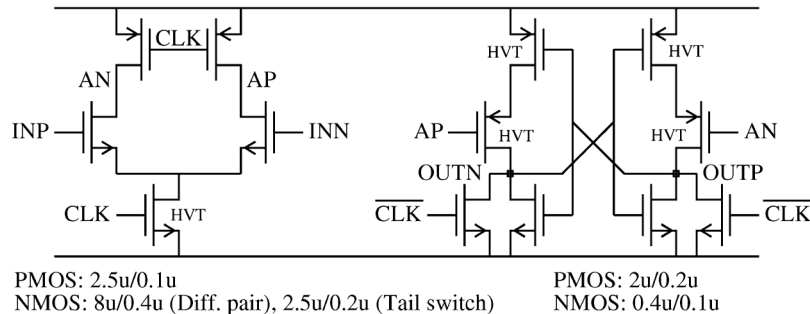 CLK
HVT
HVT
AN
AP
INP
INN
AP
HVT
HVT
AN
OUTN
OUTP
CLK
HVT
CLK
CLK
PMOS: 2.5u/0.1u
PMOS: 2u/0.2u
NMOS: 8u/0.4u (Diff. pair), 2.5u/0.2u (Tail switch)
NMOS: 0.4u/0.1u